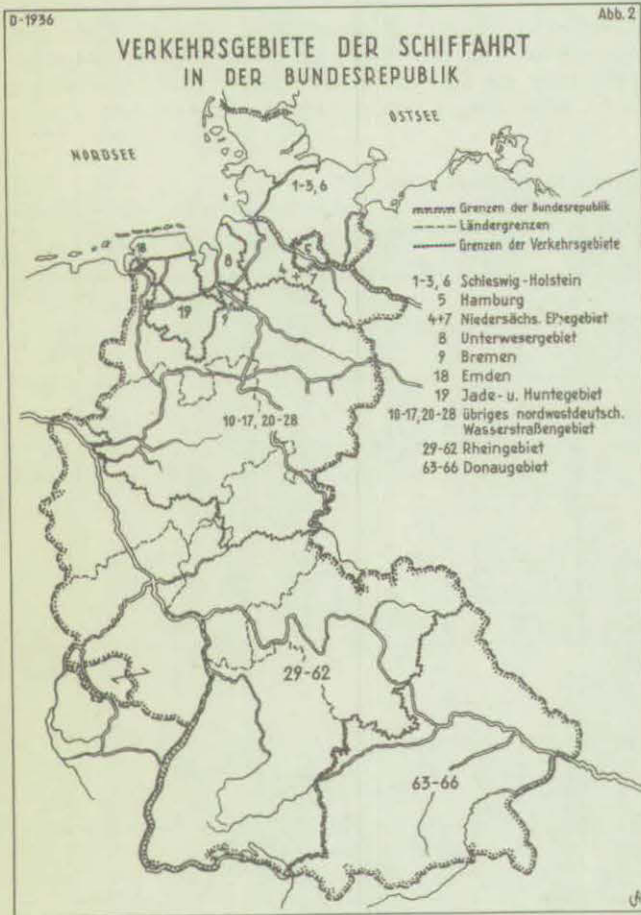 D-1936
Abb. 2
VERKEHRSGEBIETE DER SCHIFFAHRT
IN DER BUNDESREPUBLIK
NORDSEE
OSTSEE
1-3, 6
Grenzen der Bundesrepublik
Ländergrenzen
Grenzen der Verkehrsgebiete
1-3, 6 Schleswig-Holstein
5 Hamburg
4+7 Niedersächs. Elbegebiet
8 Unterwesergebiet
9 Bremen
18 Emden
19 Jade- u. Huntegebiet
10-17, 20-28 übriges nordwestdeutsch.
Wasserstraßengebiet
29-62 Rheingebiet
63-66 Donaugebiet
18
8
5
4+7
19
9
10-17, 20-28
29-62
63-66